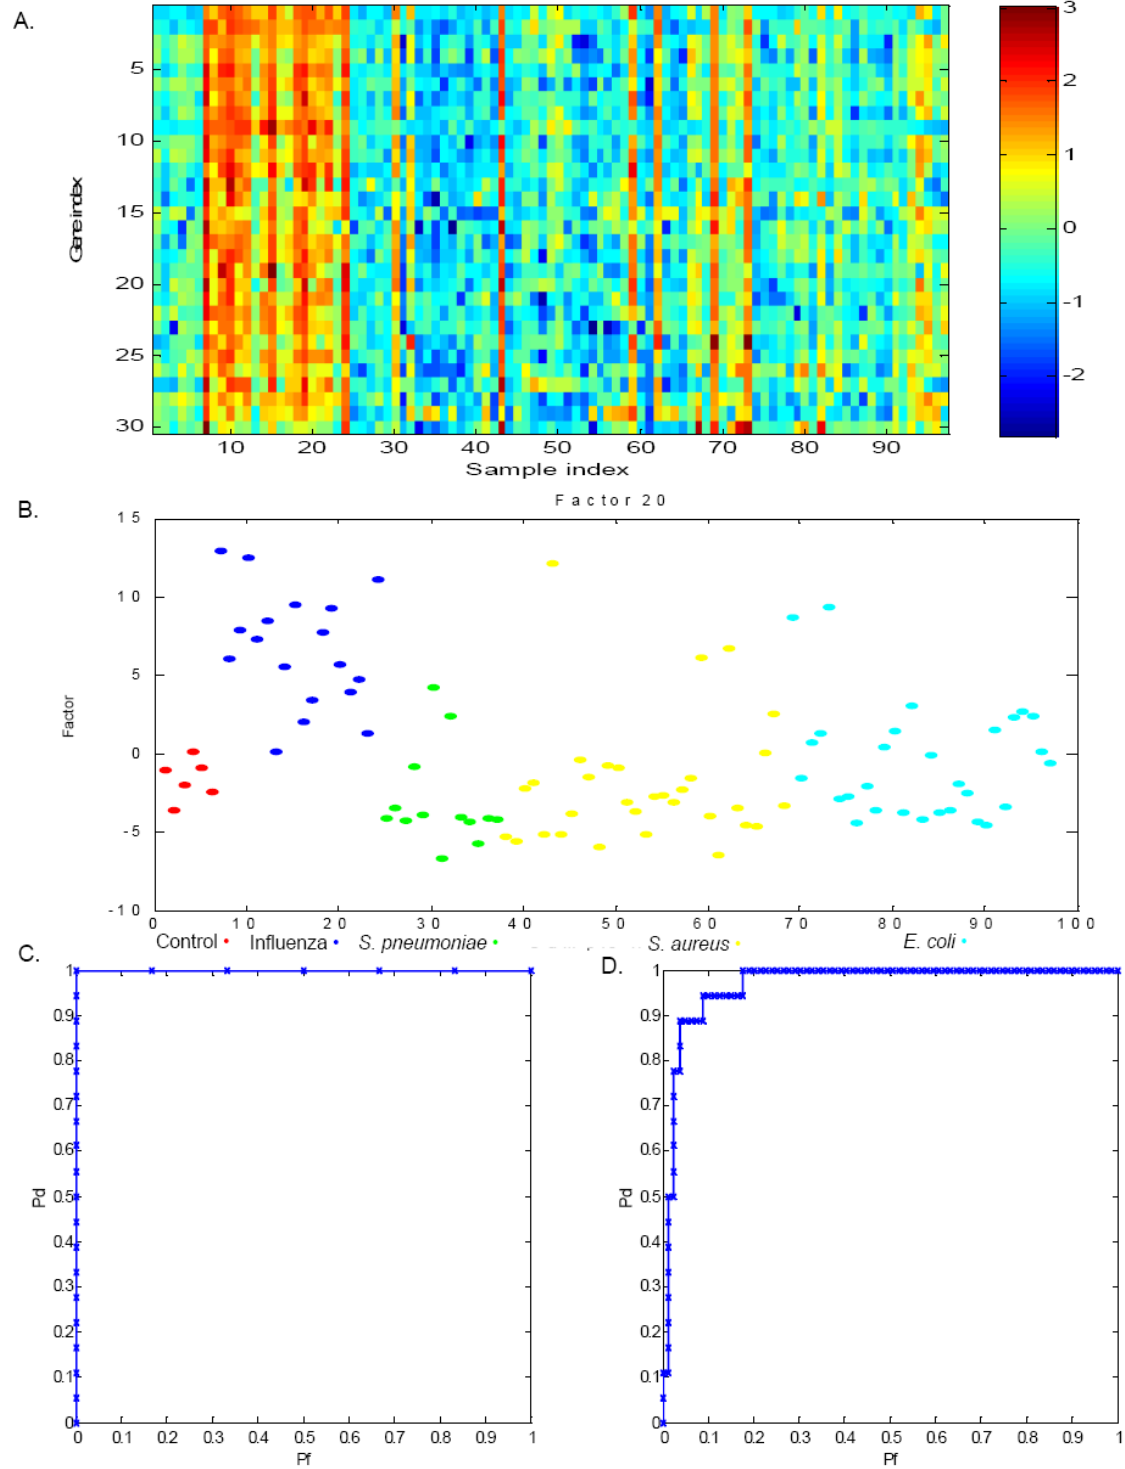 A.
5
10
15
20
25
30
Gene index
10 20 30 40 50 60 70 80 90
Sample index
3
2
1
0
-1
-2
B.
Factor 20
15
10
5
0
-5
-10
Factor
0 10 20 30 40 50 60 70 80 90 100
Control Influenza S. pneumoniae S. aureus E. coli
C.
1
0.9
0.8
0.7
0.6
0.5
0.4
0.3
0.2
0.1
0
Pd
0 0.1 0.2 0.3 0.4 0.5 0.6 0.7 0.8 0.9 1
Pf
D.
1
0.9
0.8
0.7
0.6
0.5
0.4
0.3
0.2
0.1
0
Pd
0 0.1 0.2 0.3 0.4 0.5 0.6 0.7 0.8 0.9 1
Pf